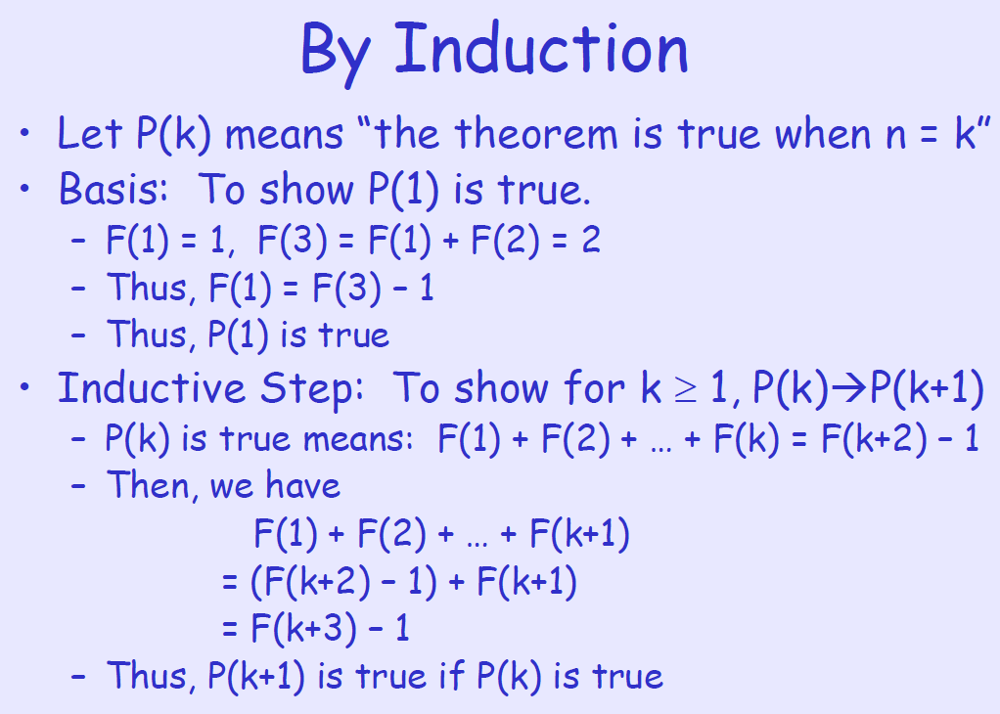 By Induction
• Let P(k) means “the theorem is true when n = k”
• Basis: To show P(1) is true.
– F(1) = 1, F(3) = F(1) + F(2) = 2
– Thus, F(1) = F(3) – 1
– Thus, P(1) is true
• Inductive Step: To show for k ≥ 1, P(k)→P(k+1)
– P(k) is true means: F(1) + F(2) + … + F(k) = F(k+2) – 1
– Then, we have
F(1) + F(2) + … + F(k+1)
= (F(k+2) – 1) + F(k+1)
= F(k+3) – 1
– Thus, P(k+1) is true if P(k) is true